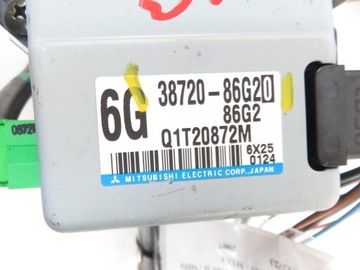 6G
38720-86G20
86G2
Q1T20872M
6X25
0124
MITSUBISHI ELECTRIC CORP., JAPAN